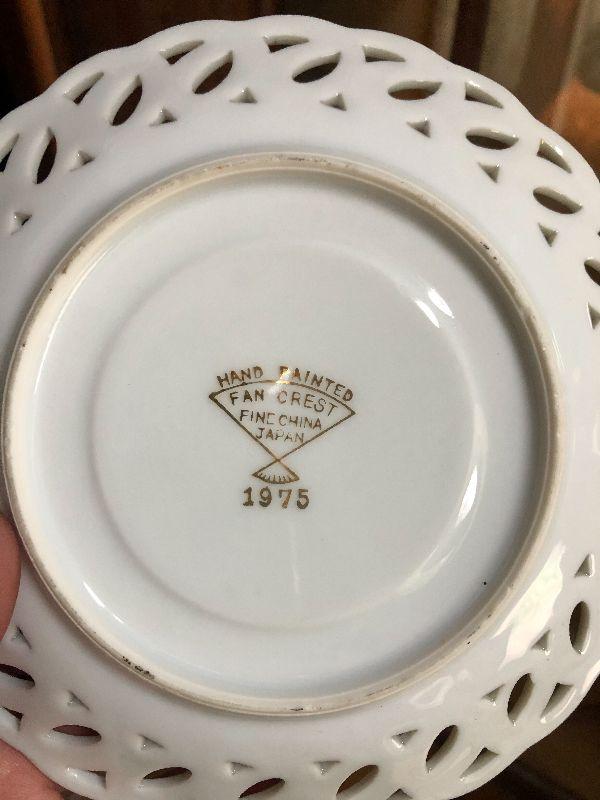 HAND PAINTED
FAN CREST
FINE CHINA
JAPAN
1975